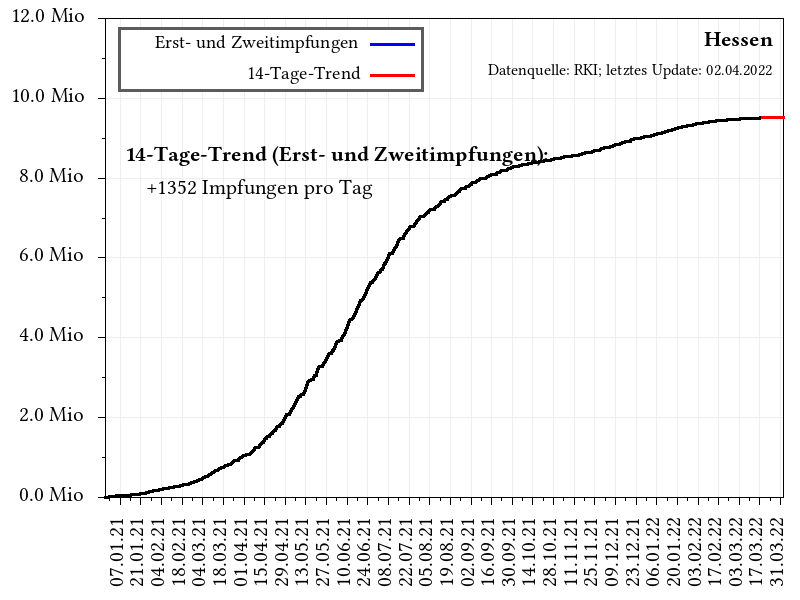 12.0 Mio
10.0 Mio
8.0 Mio
6.0 Mio
4.0 Mio
2.0 Mio
0.0 Mio
Erst- und Zweitimpfungen
14-Tage-Trend
Hessen
Datenquelle: RKI; letztes Update: 02.04.2022
14-Tage-Trend (Erst- und Zweitimpfungen):
+1352 Impfungen pro Tag
07.01.21
21.01.21
04.02.21
18.02.21
04.03.21
18.03.21
01.04.21
15.04.21
29.04.21
13.05.21
27.05.21
10.06.21
24.06.21
08.07.21
22.07.21
05.08.21
19.08.21
02.09.21
16.09.21
30.09.21
14.10.21
28.10.21
11.11.21
25.11.21
09.12.21
23.12.21
06.01.22
20.01.22
03.02.22
17.02.22
03.03.22
17.03.22
31.03.22